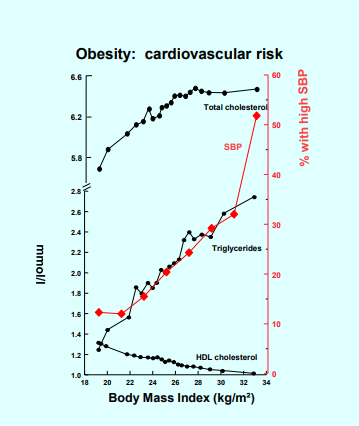 Obesity: cardiovascular risk
6.6
6.2
5.8
2.8
2.6
2.4
2.2
2.0
1.8
1.6
1.4
1.2
1.0
mmol/l
60
50
40
30
20
10
0
% with high SBP
Total cholesterol
SBP
Triglycerides
HDL cholesterol
18 20 22 24 26 28 30 32 34
Body Mass Index (kg/m²)